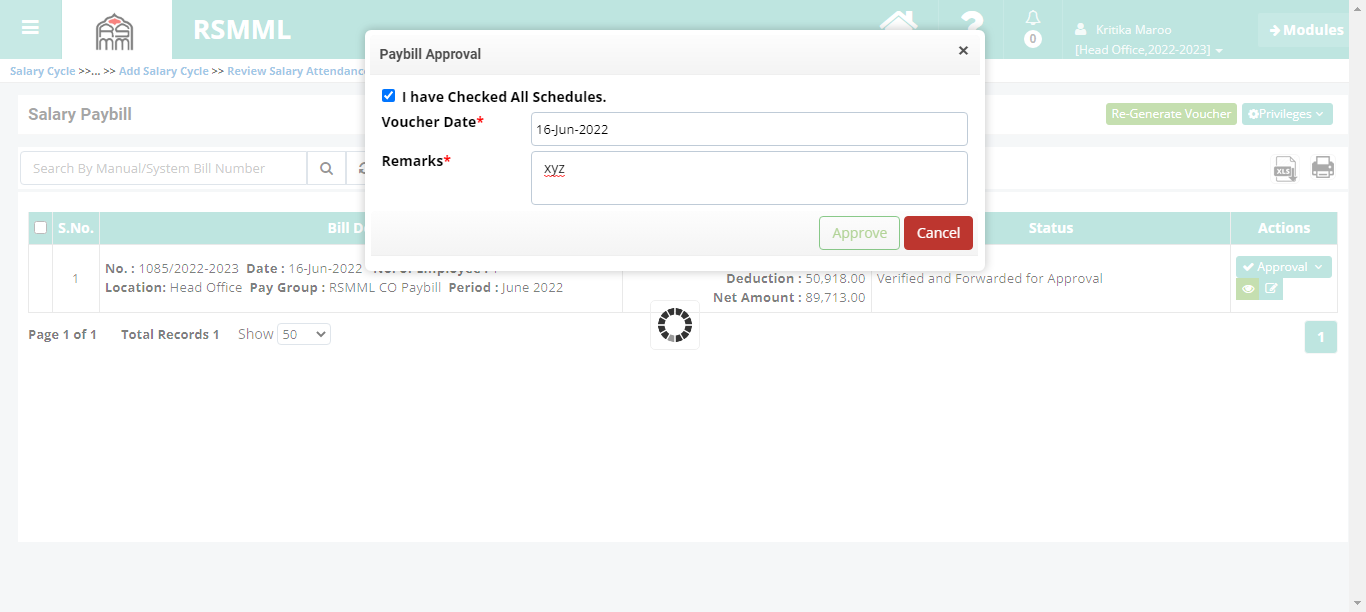 RSMML
RS
MM
0
Kritika Maroo
[Head Office,2022-2023]
Modules
Salary Cycle >>... >> Add Salary Cycle >> Review Salary Attendanc
Paybill Approval
×
I have Checked All Schedules.
Voucher Date*
16-Jun-2022
Remarks*
xyz
Approve
Cancel
Salary Paybill
Re-Generate Voucher
Privileges
Search By Manual/System Bill Number
XLS
S.No.
Bill D
Status
Actions
1
No. : 1085/2022-2023 Date : 16-Jun-2022
Location: Head Office Pay Group : RSMML CO Paybill Period : June 2022
Deduction : 50,918.00
Net Amount : 89,713.00
Verified and Forwarded for Approval
Approval
Page 1 of 1 Total Records 1 Show 50
1